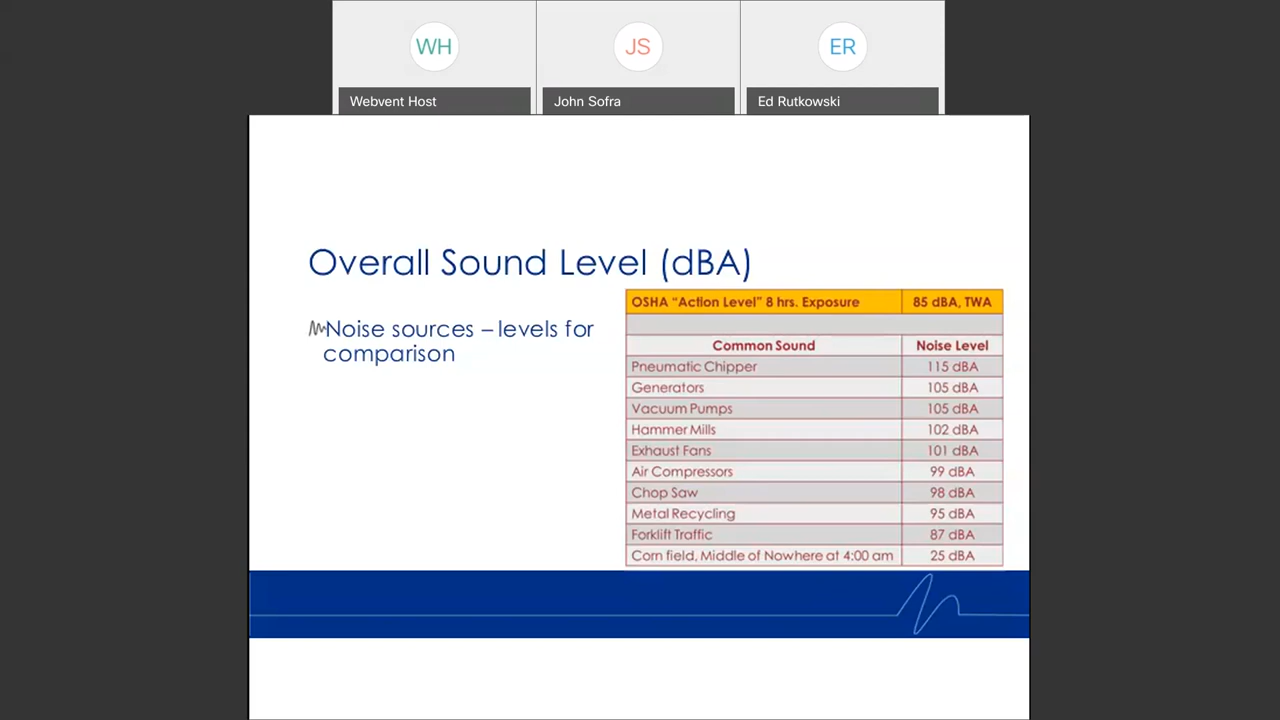 WH
JS
ER
Webvent Host
John Sofra
Ed Rutkowski
Overall Sound Level (dBA)
Noise sources – levels for
comparison
OSHA “Action Level” 8 hrs. Exposure 85 dBA, TWA
Common Sound Noise Level
Pneumatic Chipper 115 dBA
Generators 105 dBA
Vacuum Pumps 105 dBA
Hammer Mills 102 dBA
Exhaust Fans 101 dBA
Air Compressors 99 dBA
Chop Saw 98 dBA
Metal Recycling 95 dBA
Forklift Traffic 87 dBA
Corn field, Middle of Nowhere at 4:00 am 25 dBA